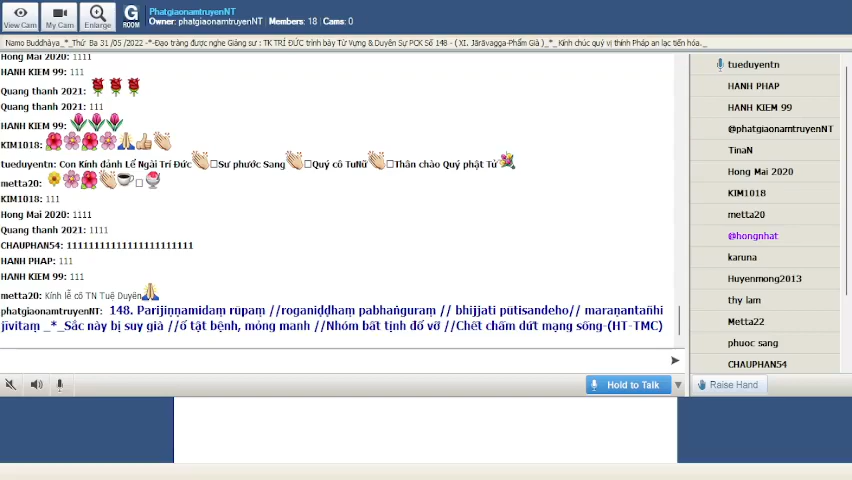 View Cam
My Cam
Enlarge
G
ROOM
PhatgiaonamtruyenNT
Owner: phatgiaonamtruyenNT | Members: 18 | Cams: 0
Namo Buddhàya_*_Thứ Ba 31 /05 /2022 -*-Đạo tràng được nghe Giảng sư : TK TRÍ ĐỨC trình bày Từ Vựng & Duyên Sự PCK Số 148 - ( XI. Jārāvagga-Phẩm Già )_*_ Kính chúc quý vị thính Pháp an lạc tiến hóa._
Hong Mai 2020: 1111
HANH KIEM 99: 111
Quang thanh 2021:
Quang thanh 2021: 111
HANH KIEM 99:
KIM1018:
tueduyentn: Con Kính đảnh Lễ Ngài Trí Đức Sư phước Sang Quý cô TuNữ Thân chào Quý phật Tử
metta20:
KIM1018: 111
Hong Mai 2020: 1111
Quang thanh 2021: 1111
CHAUPHAN54: 1111111111111111111111
HANH PHAP: 111
HANH KIEM 99: 111
metta20: Kính lễ cô TN Tuệ Duyên
phatgiaonamtruyenNT: 148. Parijiṇṇamidaṃ rūpaṃ //roganiḍḍhaṃ pabhaṅguraṃ // bhijjati pūtisandeho// maraṇantañhi
jīvitaṃ _*_Sắc này bị suy già //ổ tật bệnh, mỏng manh //Nhóm bất tịnh đổ vỡ //Chết chấm dứt mạng sống-(HT-TMC)
Hold to Talk
tueduyentn
HANH PHAP
HANH KIEM 99
@phatgiaonamtruyenNT
TinaN
Hong Mai 2020
KIM1018
metta20
@hongnhat
karuna
Huyenmong2013
thy lam
Metta22
phuoc sang
CHAUPHAN54
Raise Hand